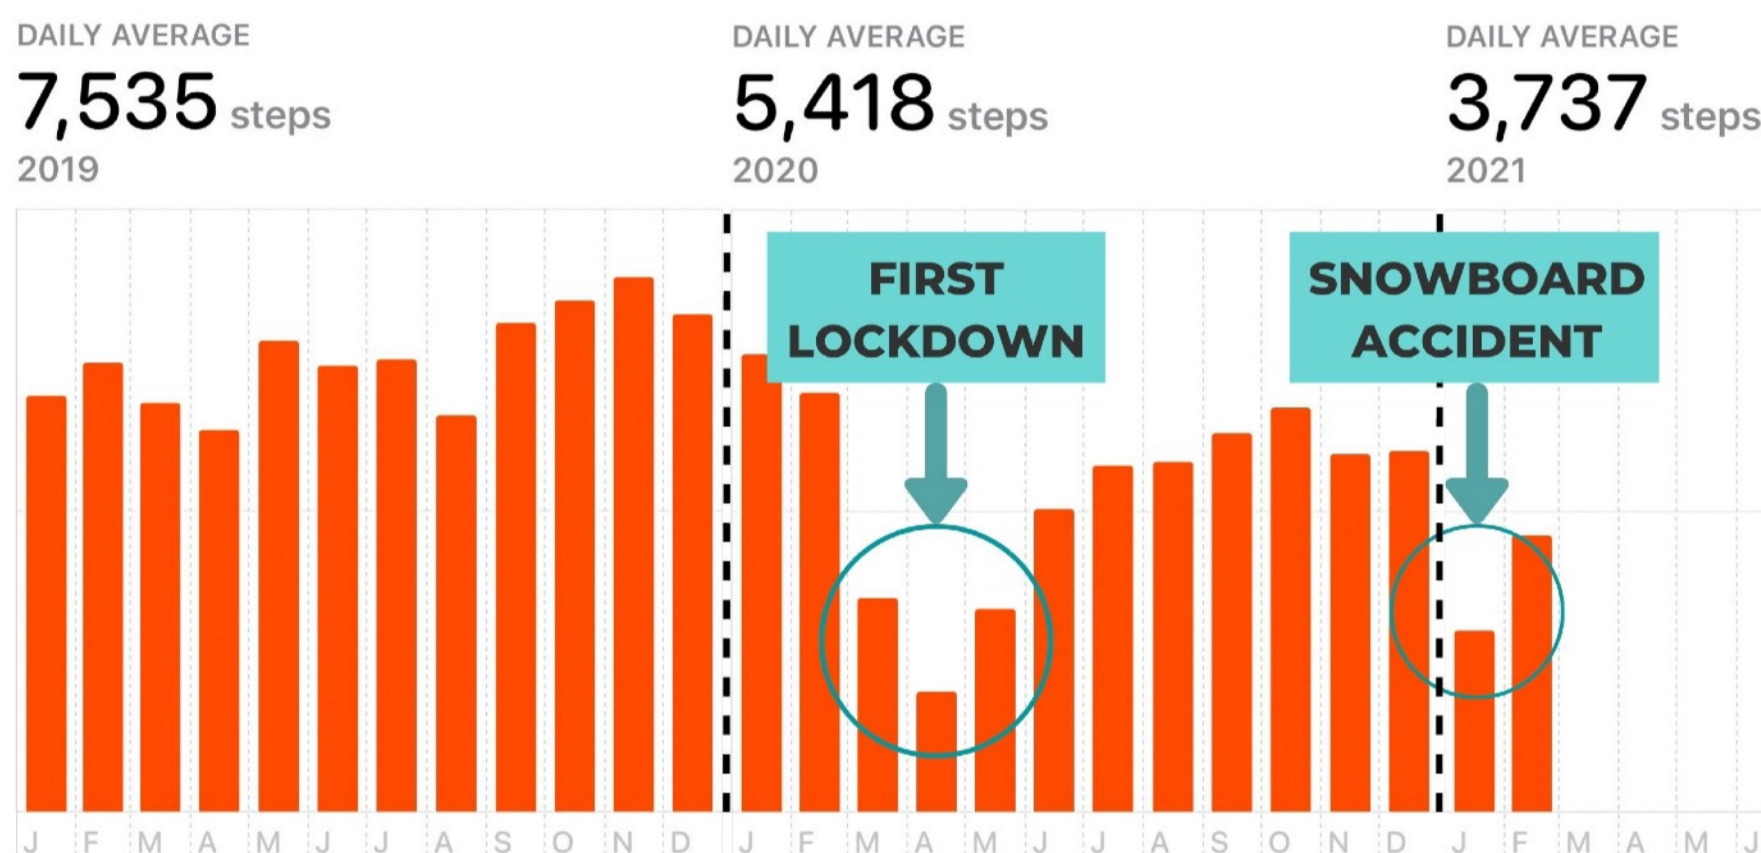 DAILY AVERAGE
7,535 steps
2019
DAILY AVERAGE
5,418 steps
2020
DAILY AVERAGE
3,737 steps
2021
FIRST
LOCKDOWN
SNOWBOARD
ACCIDENT
J F M A M J J A S O N D J F M A M J J A S O N D J F M A M J